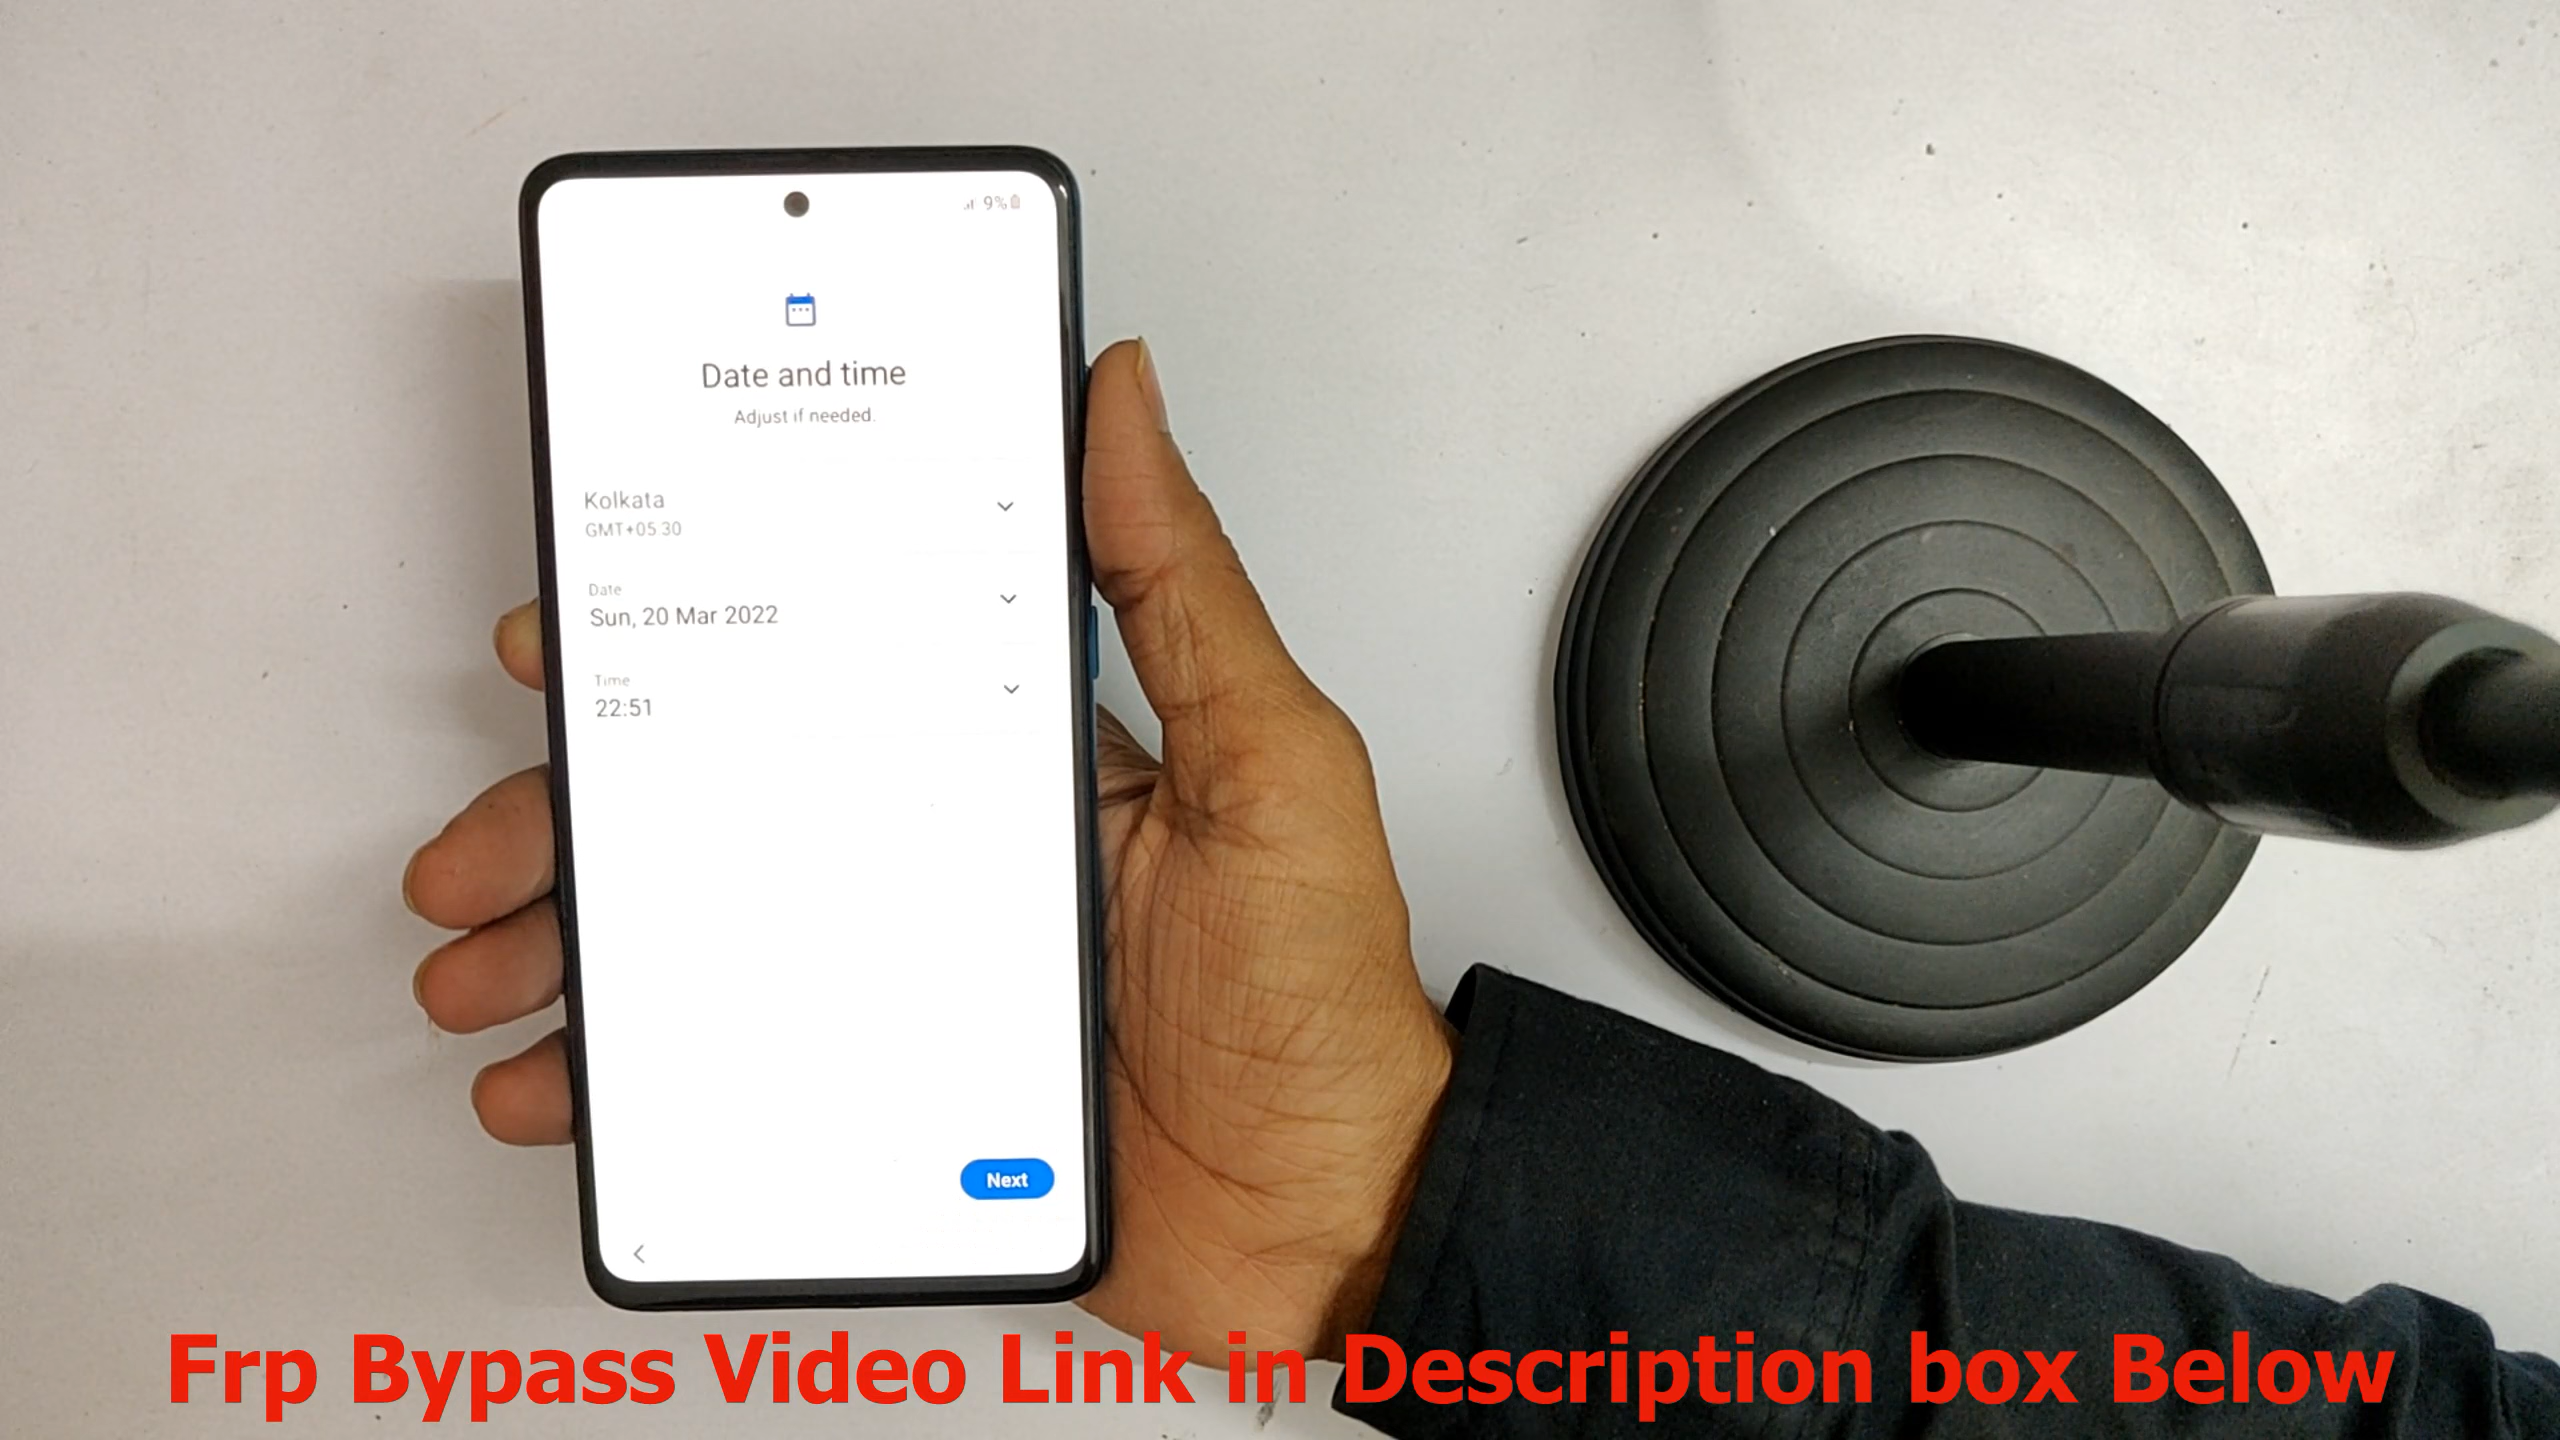 9%
Date and time
Adjust if needed.
Kolkata
GMT+05:30
Date
Sun, 20 Mar 2022
Time
22:51
Next
Frp Bypass Video Link in Description box Below